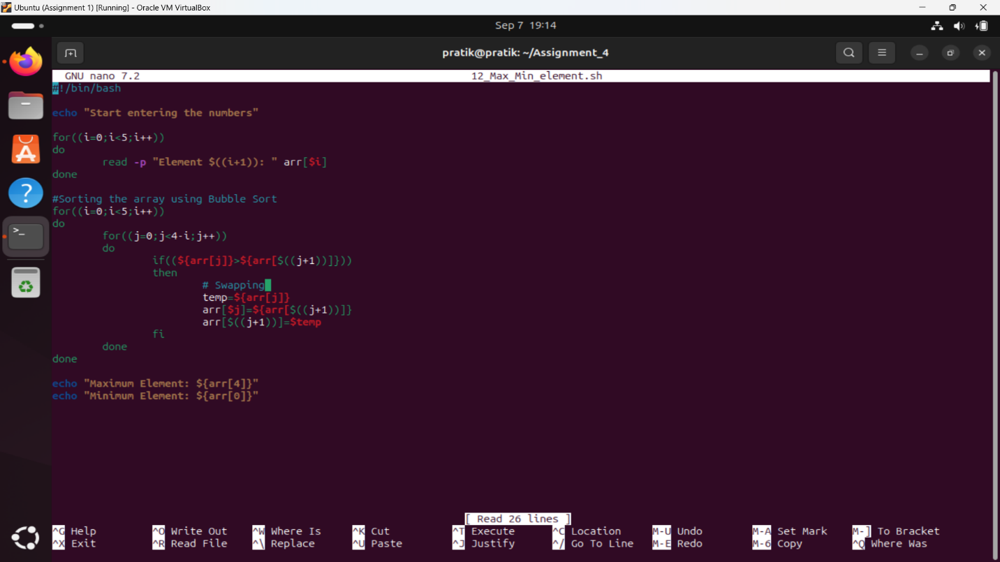 Ubuntu (Assignment 1) [Running] - Oracle VM VirtualBox
Sep 7 19:14
pratik@pratik: ~/Assignment_4
GNU nano 7.2 12_Max_Min_element.sh
#!/bin/bash
echo "Start entering the numbers"
for((i=0;i<5;i++))
do
read -p "Element $((i+1)): " arr[$i]
done
#Sorting the array using Bubble Sort
for((i=0;i<5;i++))
do
for((j=0;j<4-i;j++))
do
if((${arr[j]}>${arr[$((j+1))]}))
then
# Swapping
temp=${arr[j]}
arr[$j]=${arr[$((j+1))]}
arr[$((j+1))]=$temp
fi
done
done
echo "Maximum Element: ${arr[4]}"
echo "Minimum Element: ${arr[0]}"
[ Read 26 lines ]
^G Help ^O Write Out ^W Where Is ^K Cut ^T Execute ^C Location M-U Undo M-A Set Mark M-] To Bracket
^X Exit ^R Read File ^\ Replace ^U Paste ^J Justify ^/ Go To Line M-E Redo M-6 Copy ^Q Where Was